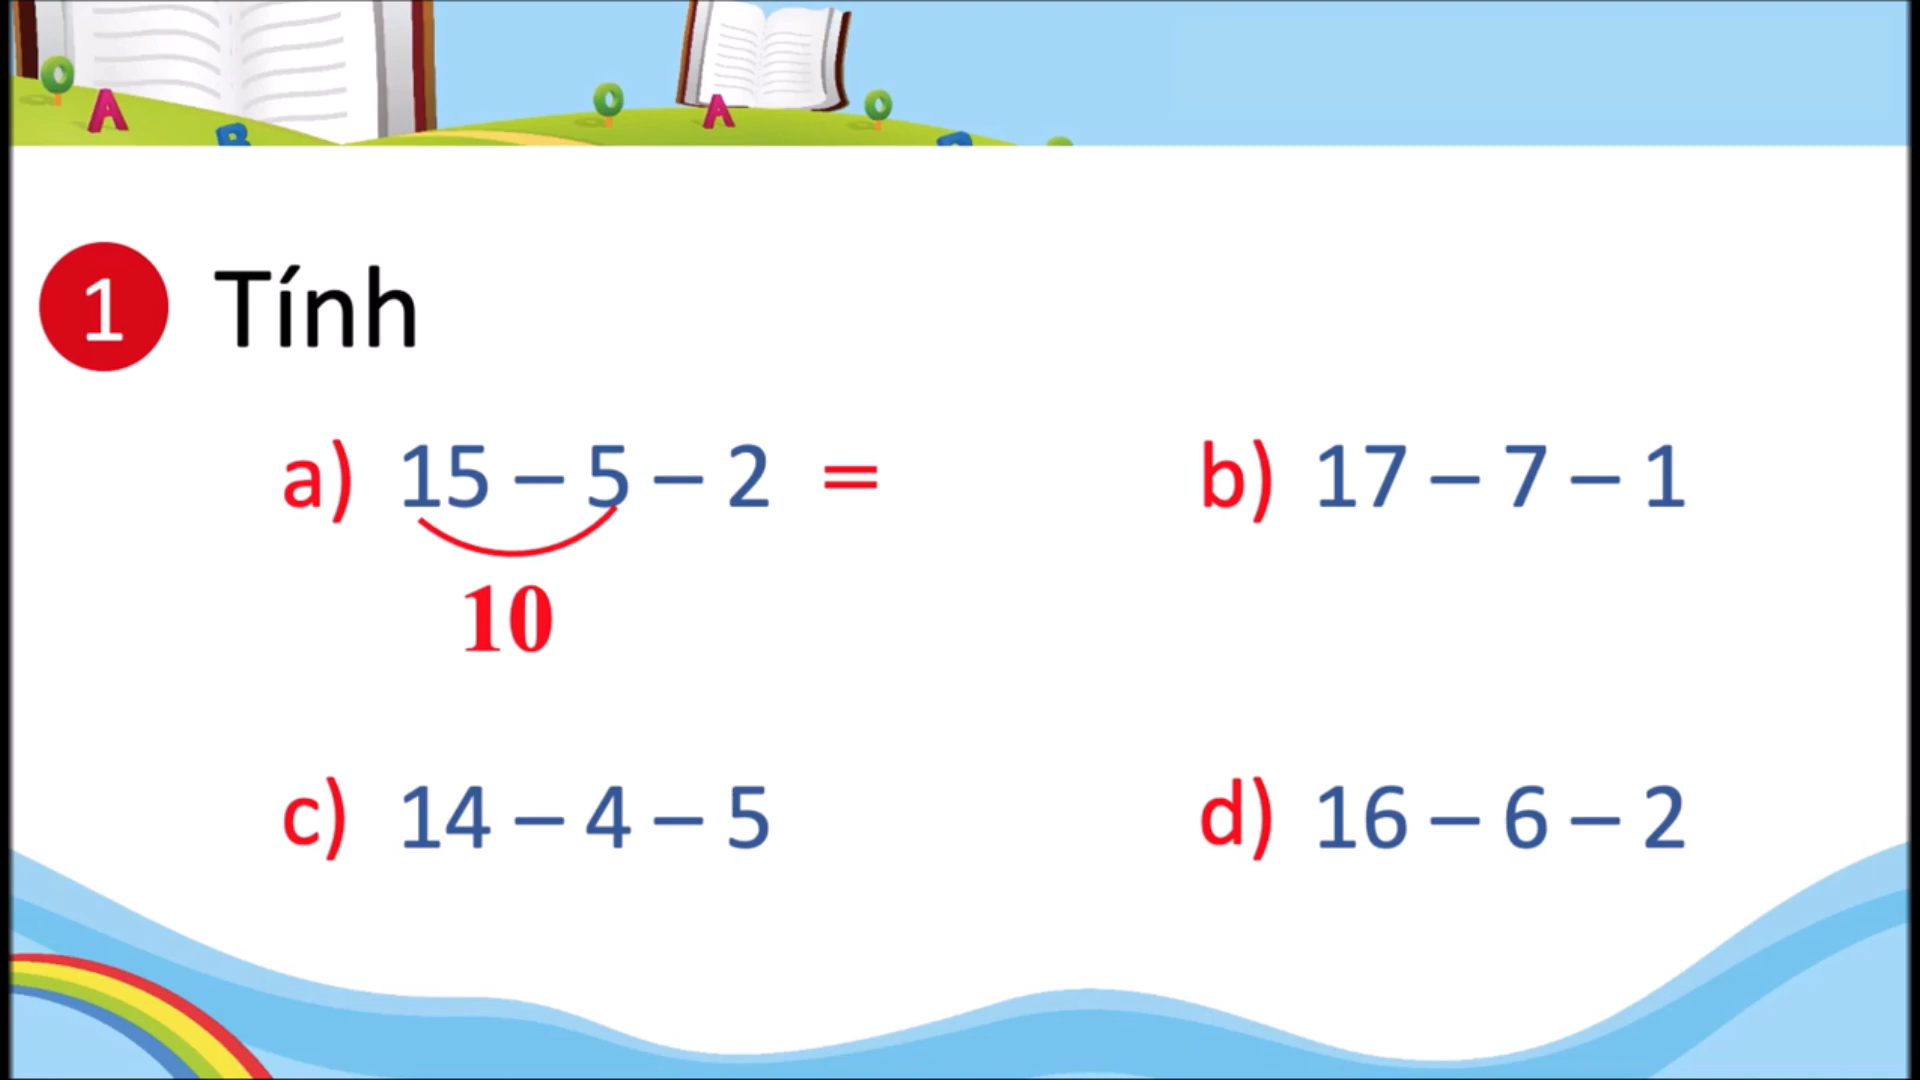 A
B
A
1 Tính
a) 15 – 5 – 2 =
10
b) 17 – 7 – 1
c) 14 – 4 – 5
d) 16 – 6 – 2